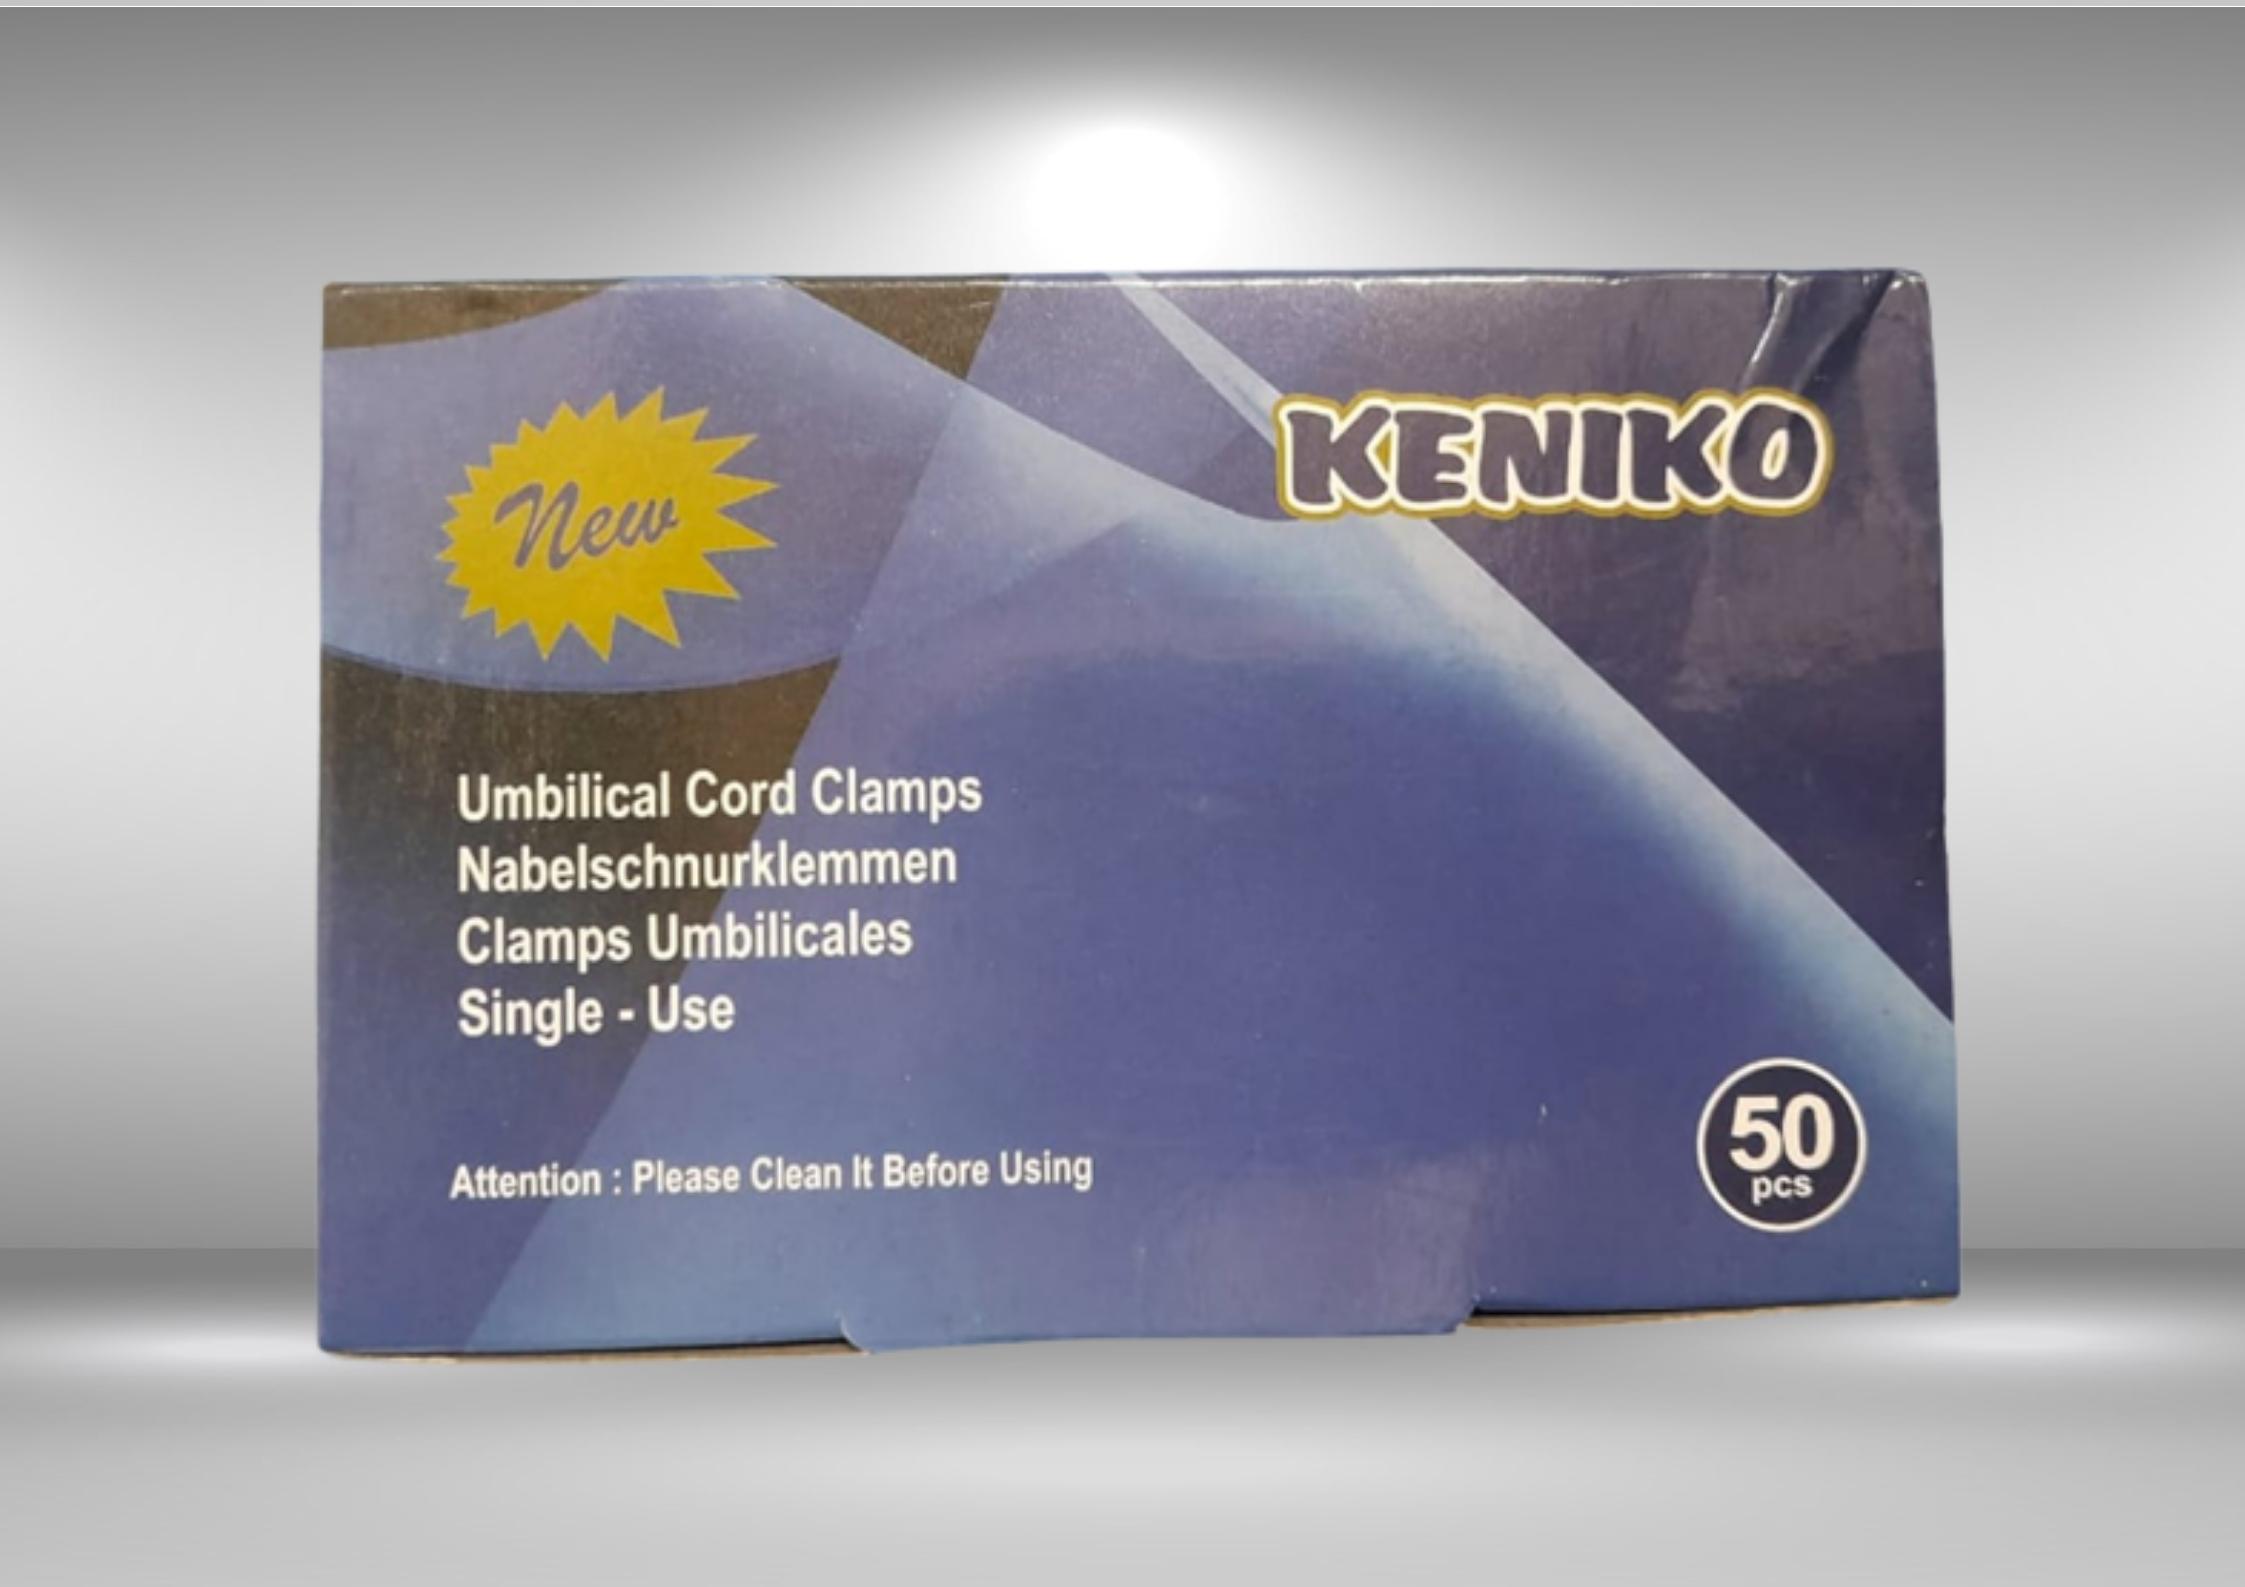 New
KENIKO
Umbilical Cord Clamps
Nabelschnurklemmen
Clamps Umbilicales
Single - Use
Attention : Please Clean It Before Using
50
pcs